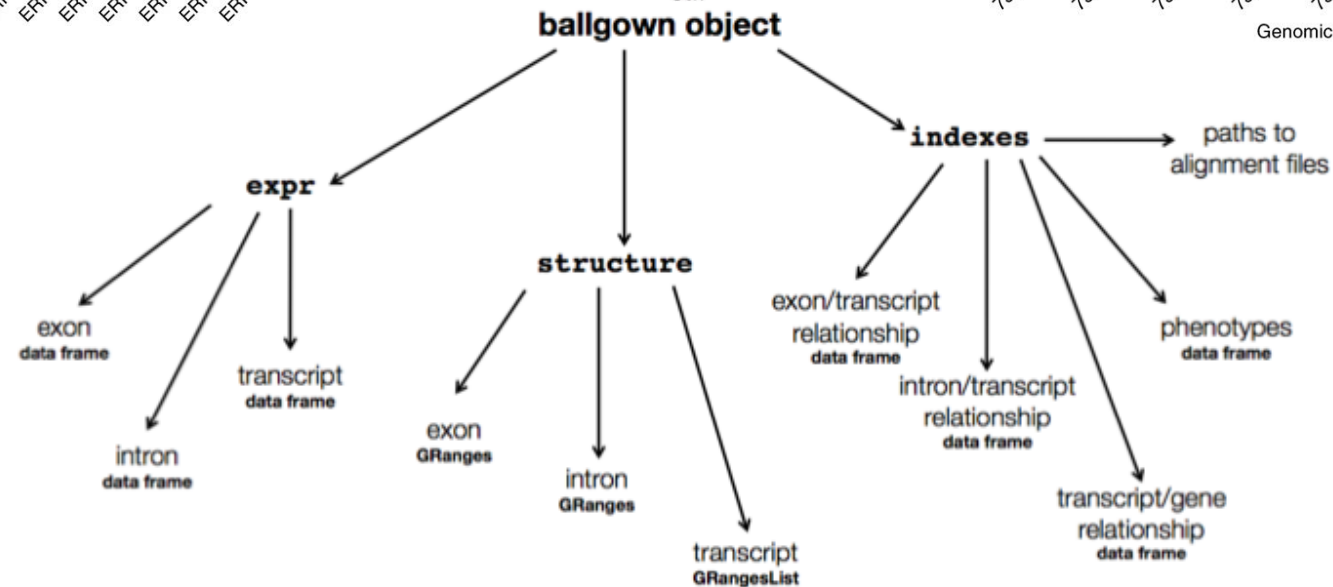 ballgown object
Genomic
indexes
paths to
alignment files
expr
structure
exon/transcript
relationship
data frame
exon
data frame
phenotypes
data frame
transcript
data frame
intron/transcript
relationship
data frame
exon
GRanges
intron
data frame
intron
GRanges
transcript/gene
relationship
data frame
transcript
GRangesList